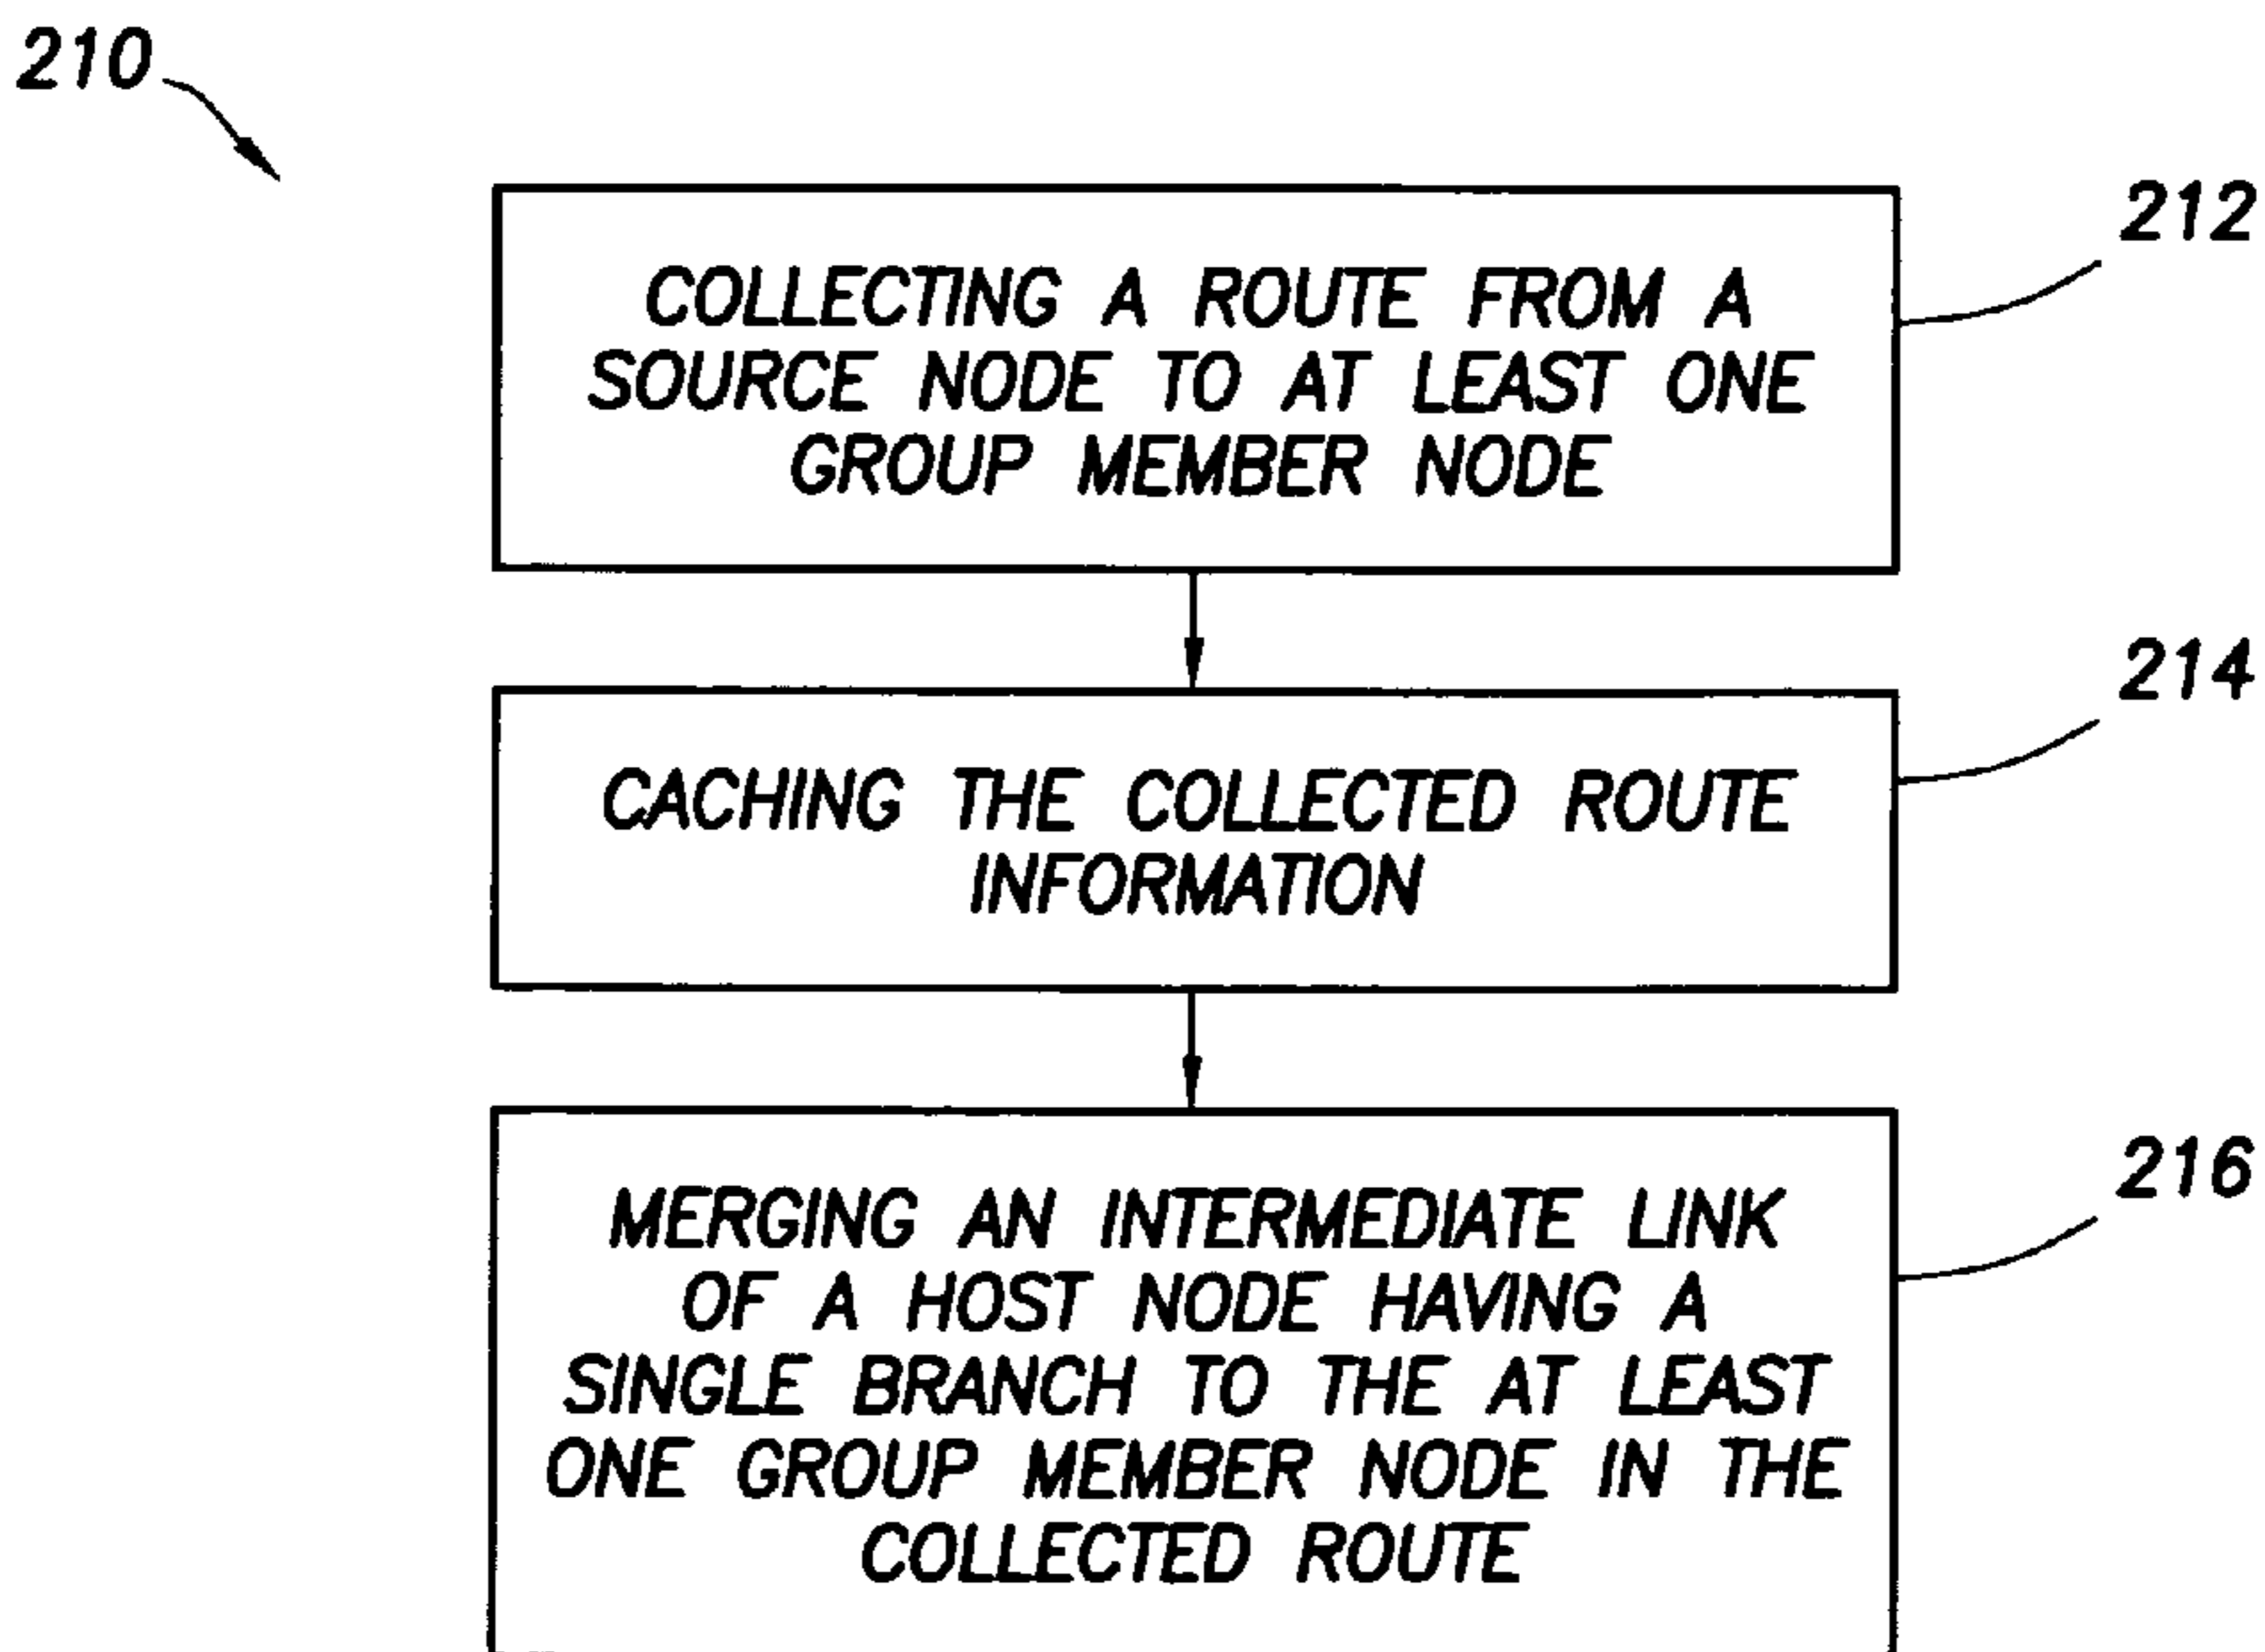 210
212
COLLECTING A ROUTE FROM A
SOURCE NODE TO AT LEAST ONE
GROUP MEMBER NODE
214
CACHING THE COLLECTED ROUTE
INFORMATION
216
MERGING AN INTERMEDIATE LINK
OF A HOST NODE HAVING A
SINGLE BRANCH TO THE AT LEAST
ONE GROUP MEMBER NODE IN THE
COLLECTED ROUTE